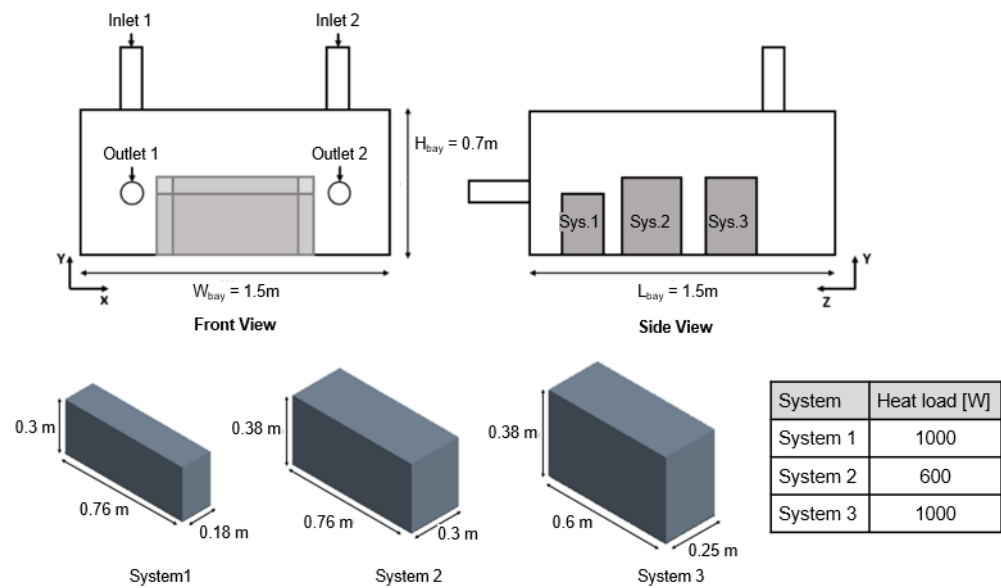 Inlet 1
Inlet 2
Outlet 1
Outlet 2
H_bay = 0.7m
Y
X
W_bay = 1.5m
Front View
Sys.1
Sys.2
Sys.3
Y
Z
L_bay = 1.5m
Side View
0.3 m
0.76 m
0.18 m
System1
0.38 m
0.76 m
0.3 m
System 2
0.38 m
0.6 m
0.25 m
System 3
System Heat load [W]
System 1 1000
System 2 600
System 3 1000